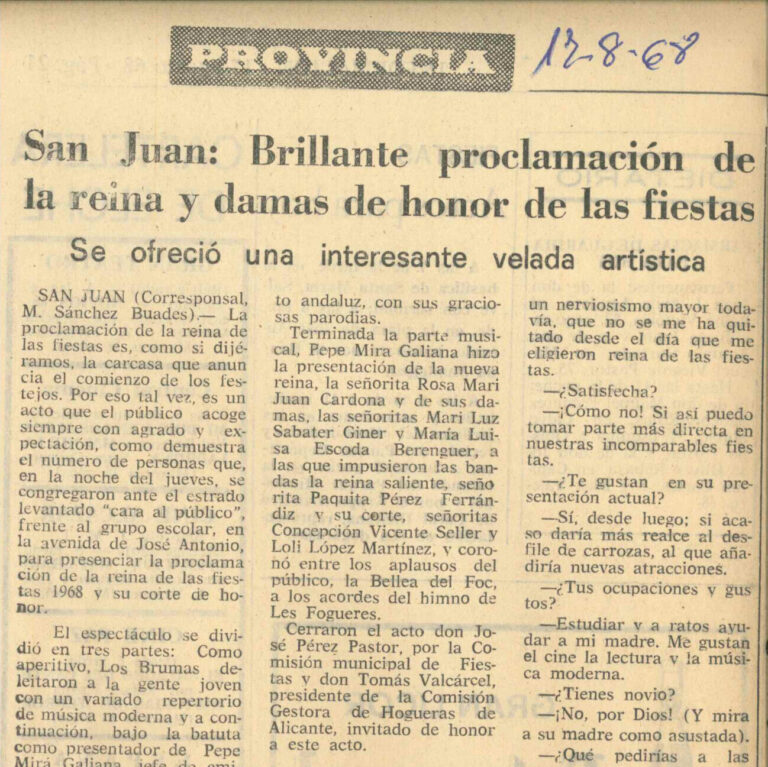 PROVINCIA
12-8-68
San Juan: Brillante proclamación de
la reina y damas de honor de las fiestas
Se ofreció una interesante velada artística
SAN JUAN (Corresponsal,
M. Sánchez Buades).— La
proclamación de la reina de
las fiestas es, como si dijé-
ramos, la carcasa que anun
cia el comienzo de los fes-
tejos. Por eso tal vez, es un
acto que el público acoge
siempre con agrado y ex-
pectación, como demuestra
el número de personas que,
en la noche del jueves, se
congregaron ante el estrado
levantado "cara al público",
frente al grupo escolar, en
la avenida de José Antonio,
para presenciar la proclama
ción de la reina de las fies-
tas 1968 y su corte de ho-
nor.
El espectáculo se divi-
dió en tres partes: Como
aperitivo, Los Brumas de-
leitaron a la gente joven
con un variado repertorio
de música moderna y a con-
tinuación, bajo la batuta
como presentador de Pepe
Mira Galiana, jefe de emi-
to andaluz, con sus gracio-
sas parodias.
Terminada la parte musi-
cal, Pepe Mira Galiana hizo
la presentación de la nueva
reina, la señorita Rosa Mari
Juan Cardona y de sus da-
mas, las señoritas Mari Luz
Sabater Giner y María Lui-
sa Escoda Berenguer, a
las que impusieron las ban-
das la reina saliente, seño
rita Paquita Pérez Ferrán-
diz y su corte, señoritas
Concepción Vicente Seller y
Loli López Martínez, y coro-
nó entre los aplausos del
público, la Bellea del Foc,
a los acordes del himno de
Les Fogueres.
Cerraron el acto don Jo-
sé Pérez Pastor, por la Co-
misión municipal de Fies-
tas y don Tomás Valcárcel,
presidente de la Comisión
Gestora de Hogueras de
Alicante, invitado de honor
a este acto.
un nerviosismo mayor toda-
vía, que no se me ha qui-
tado desde el día que me
eligieron reina de las fies-
tas.
—¿Satisfecha?
—¡Cómo no! Si así puedo
tomar parte más directa en
nuestras incomparables fies
tas.
—¿Te gustan en su pre-
sentación actual?
—Sí, desde luego; si aca-
so daría más realce al des-
file de carrozas, al que aña-
diría nuevas atracciones.
—¿Tus ocupaciones y gus
tos?
—Estudiar y a ratos ayu-
dar a mi madre. Me gustan
el cine la lectura y la músi-
ca moderna.
—¿Tienes novio?
—¡No, por Dios! (Y mira
a su madre como asustada).
—¿Qué pedirías a las